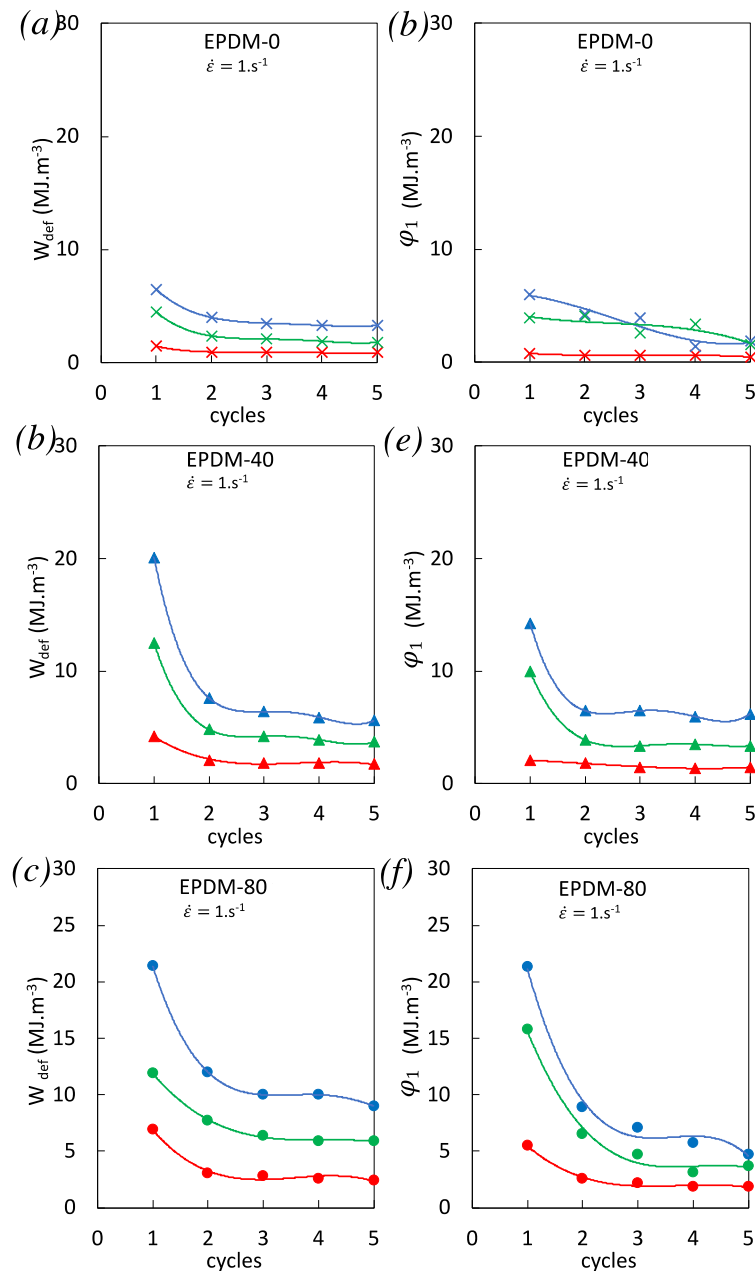 (a)
30
20
10
0
W_def (MJ.m⁻³)
EPDM-0
ε̇ = 1.s⁻¹
0 1 2 3 4 5
cycles
(b)
30
20
10
0
φ₁ (MJ.m⁻³)
EPDM-0
ε̇ = 1.s⁻¹
0 1 2 3 4 5
cycles
(b)
30
20
10
0
W_def (MJ.m⁻³)
EPDM-40
ε̇ = 1.s⁻¹
0 1 2 3 4 5
cycles
(e)
30
20
10
0
φ₁ (MJ.m⁻³)
EPDM-40
ε̇ = 1.s⁻¹
0 1 2 3 4 5
cycles
(c)
30
25
20
15
10
5
0
W_def (MJ.m⁻³)
EPDM-80
ε̇ = 1.s⁻¹
0 1 2 3 4 5
cycles
(f)
30
25
20
15
10
5
0
φ₁ (MJ.m⁻³)
EPDM-80
ε̇ = 1.s⁻¹
0 1 2 3 4 5
cycles